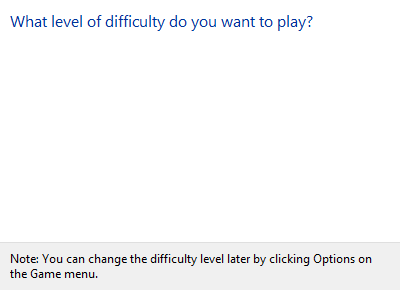 What level of difficulty do you want to play?
Note: You can change the difficulty level later by clicking Options on
the Game menu.